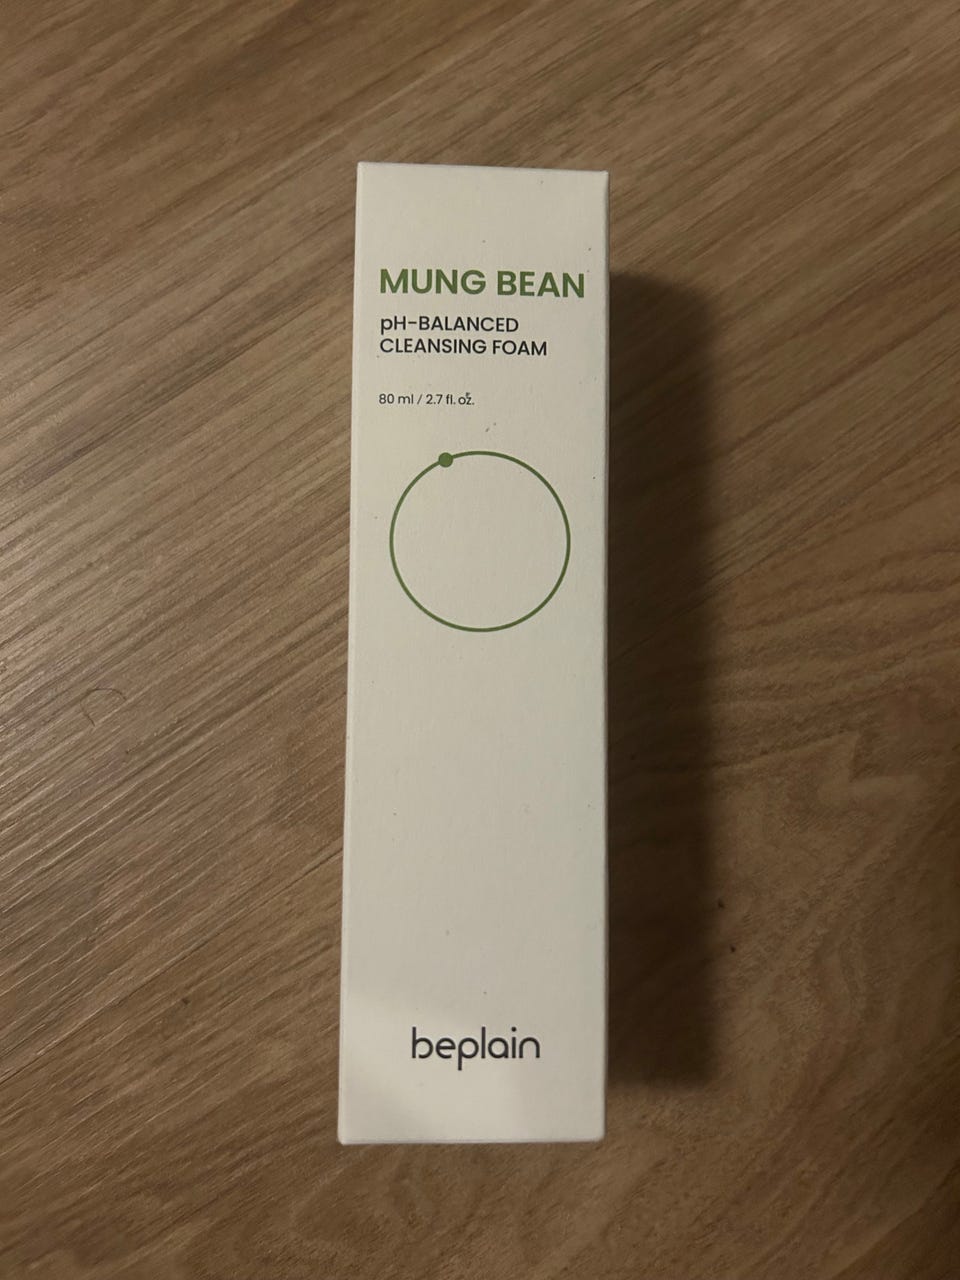 MUNG BEAN
pH-BALANCED
CLEANSING FOAM
80 ml / 2.7 fl. oz.
beplain